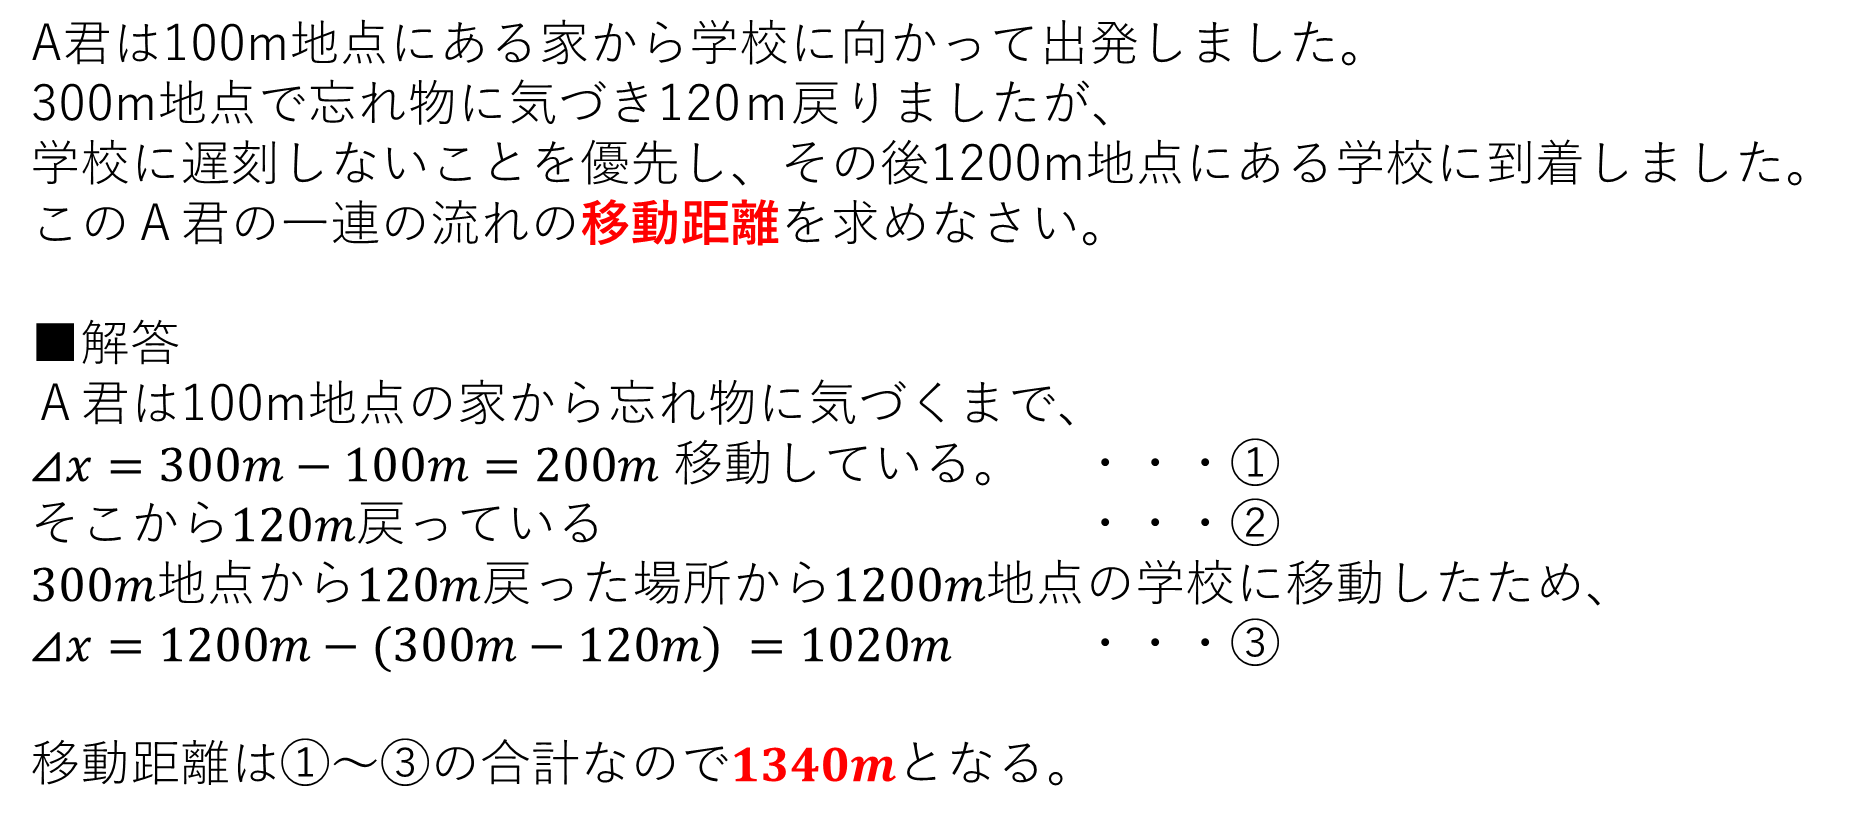 A君は100m地点にある家から学校に向かって出発しました。
300m地点で忘れ物に気づき120ｍ戻りましたが、
学校に遅刻しないことを優先し、その後1200m地点にある学校に到着しました。
このＡ君の一連の流れの移動距離を求めなさい。
■解答
Ａ君は100m地点の家から忘れ物に気づくまで、
⊿x = 300m − 100m = 200m 移動している。 ・・・①
そこから120m戻っている ・・・②
300m地点から120m戻った場所から1200m地点の学校に移動したため、
⊿x = 1200m − (300m − 120m) = 1020m ・・・③
移動距離は①～③の合計なので1340mとなる。